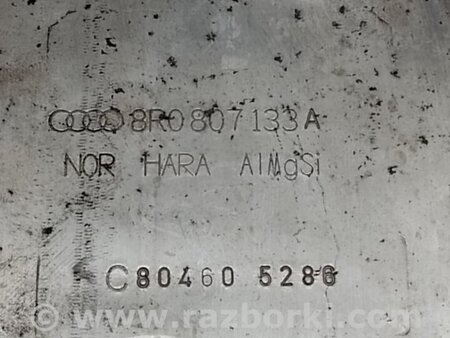 8R0807133A
NOR HARA AlMgSi
C80460 5286
www.razborki.com